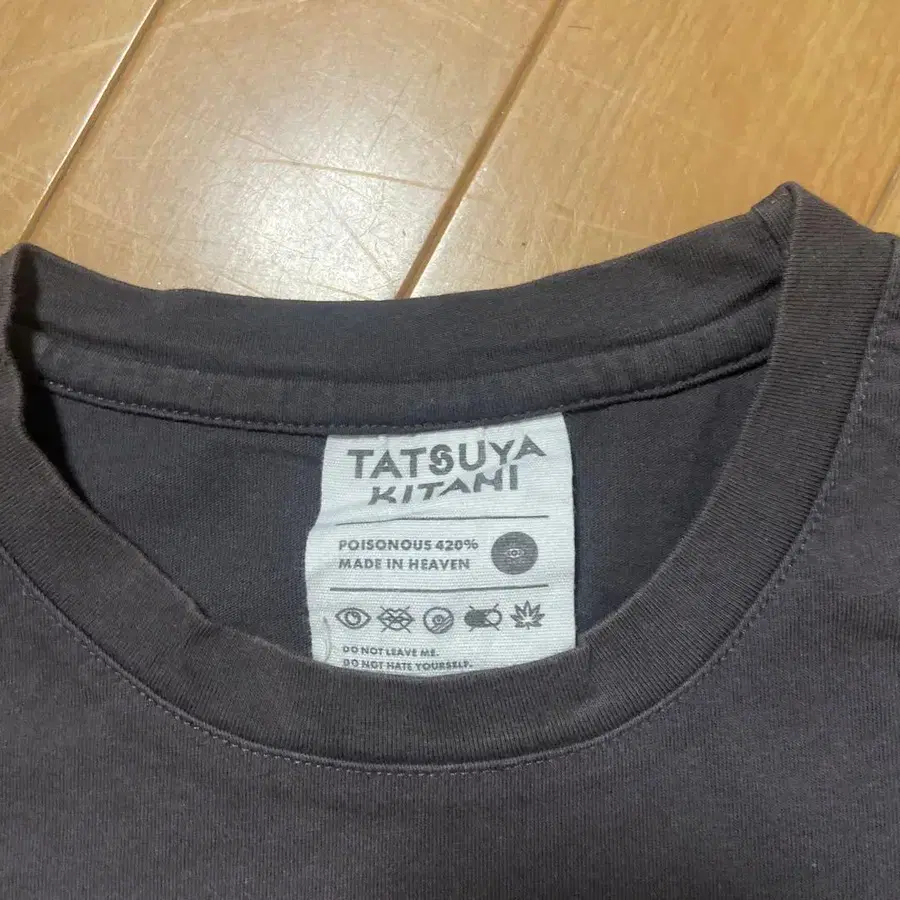 TATSUYA
KITANI
POISONOUS 420%
MADE IN HEAVEN
DO NOT LEAVE ME.
DO NOT HATE YOURSELF.